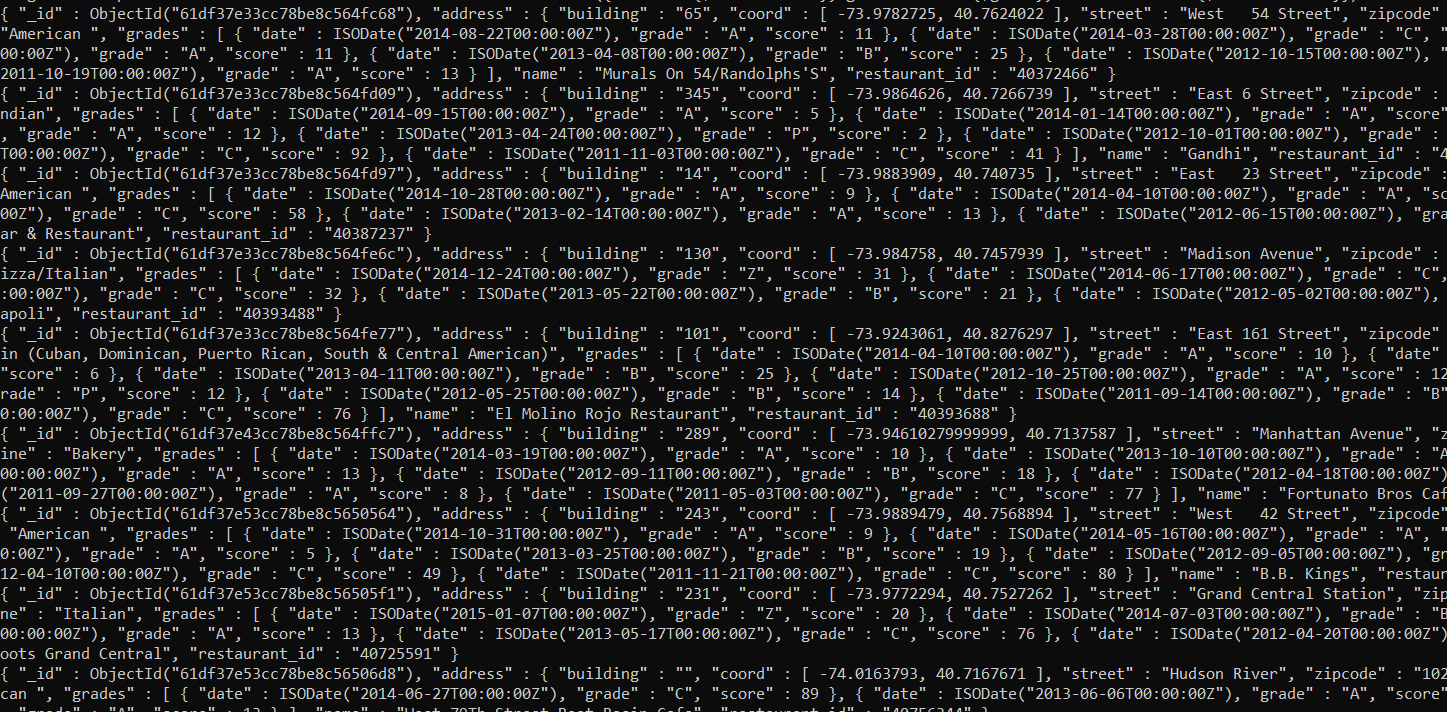 { "_id" : ObjectId("61df37e33cc78be8c564fc68"), "address" : { "building" : "65", "coord" : [ -73.9782725, 40.7624022 ], "street" : "West   54 Street", "zipcode"
"American ", "grades" : [ { "date" : ISODate("2014-08-22T00:00:00Z"), "grade" : "A", "score" : 11 }, { "date" : ISODate("2014-03-28T00:00:00Z"), "grade" : "C", "
00:00Z"), "grade" : "A", "score" : 11 }, { "date" : ISODate("2013-04-08T00:00:00Z"), "grade" : "B", "score" : 25 }, { "date" : ISODate("2012-10-15T00:00:00Z"), "
2011-10-19T00:00:00Z"), "grade" : "A", "score" : 13 } ], "name" : "Murals On 54/Randolphs'S", "restaurant_id" : "40372466" }
{ "_id" : ObjectId("61df37e33cc78be8c564fd09"), "address" : { "building" : "345", "coord" : [ -73.9864626, 40.7266739 ], "street" : "East 6 Street", "zipcode" :
ndian", "grades" : [ { "date" : ISODate("2014-09-15T00:00:00Z"), "grade" : "A", "score" : 5 }, { "date" : ISODate("2014-01-14T00:00:00Z"), "grade" : "A", "score"
, "grade" : "A", "score" : 12 }, { "date" : ISODate("2013-04-24T00:00:00Z"), "grade" : "P", "score" : 2 }, { "date" : ISODate("2012-10-01T00:00:00Z"), "grade" :
T00:00:00Z"), "grade" : "C", "score" : 92 }, { "date" : ISODate("2011-11-03T00:00:00Z"), "grade" : "C", "score" : 41 } ], "name" : "Gandhi", "restaurant_id" : "4
{ "_id" : ObjectId("61df37e33cc78be8c564fd97"), "address" : { "building" : "14", "coord" : [ -73.9883909, 40.740735 ], "street" : "East   23 Street", "zipcode" :
American ", "grades" : [ { "date" : ISODate("2014-10-28T00:00:00Z"), "grade" : "A", "score" : 9 }, { "date" : ISODate("2014-04-10T00:00:00Z"), "grade" : "A", "sc
00Z"), "grade" : "C", "score" : 58 }, { "date" : ISODate("2013-02-14T00:00:00Z"), "grade" : "A", "score" : 13 }, { "date" : ISODate("2012-06-15T00:00:00Z"), "gra
ar & Restaurant", "restaurant_id" : "40387237" }
{ "_id" : ObjectId("61df37e33cc78be8c564fe6c"), "address" : { "building" : "130", "coord" : [ -73.984758, 40.7457939 ], "street" : "Madison Avenue", "zipcode" :
izza/Italian", "grades" : [ { "date" : ISODate("2014-12-24T00:00:00Z"), "grade" : "Z", "score" : 31 }, { "date" : ISODate("2014-06-17T00:00:00Z"), "grade" : "C",
:00:00Z"), "grade" : "C", "score" : 32 }, { "date" : ISODate("2013-05-22T00:00:00Z"), "grade" : "B", "score" : 21 }, { "date" : ISODate("2012-05-02T00:00:00Z"),
apoli", "restaurant_id" : "40393488" }
{ "_id" : ObjectId("61df37e33cc78be8c564fe77"), "address" : { "building" : "101", "coord" : [ -73.9243061, 40.8276297 ], "street" : "East 161 Street", "zipcode"
in (Cuban, Dominican, Puerto Rican, South & Central American)", "grades" : [ { "date" : ISODate("2014-04-10T00:00:00Z"), "grade" : "A", "score" : 10 }, { "date"
"score" : 6 }, { "date" : ISODate("2013-04-11T00:00:00Z"), "grade" : "B", "score" : 25 }, { "date" : ISODate("2012-10-25T00:00:00Z"), "grade" : "A", "score" : 12
rade" : "P", "score" : 12 }, { "date" : ISODate("2012-05-25T00:00:00Z"), "grade" : "B", "score" : 14 }, { "date" : ISODate("2011-09-14T00:00:00Z"), "grade" : "B"
0:00:00Z"), "grade" : "C", "score" : 76 } ], "name" : "El Molino Rojo Restaurant", "restaurant_id" : "40393688" }
{ "_id" : ObjectId("61df37e43cc78be8c564ffc7"), "address" : { "building" : "289", "coord" : [ -73.94610279999999, 40.7137587 ], "street" : "Manhattan Avenue", "z
ine" : "Bakery", "grades" : [ { "date" : ISODate("2014-03-19T00:00:00Z"), "grade" : "A", "score" : 10 }, { "date" : ISODate("2013-10-10T00:00:00Z"), "grade" : "A
00:00:00Z"), "grade" : "A", "score" : 13 }, { "date" : ISODate("2012-09-11T00:00:00Z"), "grade" : "B", "score" : 18 }, { "date" : ISODate("2012-04-18T00:00:00Z")
("2011-09-27T00:00:00Z"), "grade" : "A", "score" : 8 }, { "date" : ISODate("2011-05-03T00:00:00Z"), "grade" : "C", "score" : 77 } ], "name" : "Fortunato Bros Caf
{ "_id" : ObjectId("61df37e53cc78be8c5650564"), "address" : { "building" : "243", "coord" : [ -73.9889479, 40.7568894 ], "street" : "West   42 Street", "zipcode"
"American ", "grades" : [ { "date" : ISODate("2014-10-31T00:00:00Z"), "grade" : "A", "score" : 9 }, { "date" : ISODate("2014-05-16T00:00:00Z"), "grade" : "A", "
0:00Z"), "grade" : "A", "score" : 5 }, { "date" : ISODate("2013-03-25T00:00:00Z"), "grade" : "B", "score" : 19 }, { "date" : ISODate("2012-09-05T00:00:00Z"), "gr
12-04-10T00:00:00Z"), "grade" : "C", "score" : 49 }, { "date" : ISODate("2011-11-21T00:00:00Z"), "grade" : "C", "score" : 80 } ], "name" : "B.B. Kings", "restaur
{ "_id" : ObjectId("61df37e53cc78be8c56505f1"), "address" : { "building" : "231", "coord" : [ -73.9772294, 40.7527262 ], "street" : "Grand Central Station", "zip
ne" : "Italian", "grades" : [ { "date" : ISODate("2015-01-07T00:00:00Z"), "grade" : "Z", "score" : 20 }, { "date" : ISODate("2014-07-03T00:00:00Z"), "grade" : "B
00:00:00Z"), "grade" : "A", "score" : 13 }, { "date" : ISODate("2013-05-17T00:00:00Z"), "grade" : "C", "score" : 76 }, { "date" : ISODate("2012-04-20T00:00:00Z")
oots Grand Central", "restaurant_id" : "40725591" }
{ "_id" : ObjectId("61df37e53cc78be8c56506d8"), "address" : { "building" : "", "coord" : [ -74.0163793, 40.7167671 ], "street" : "Hudson River", "zipcode" : "102
can ", "grades" : [ { "date" : ISODate("2014-06-27T00:00:00Z"), "grade" : "C", "score" : 89 }, { "date" : ISODate("2013-06-06T00:00:00Z"), "grade" : "A", "score"